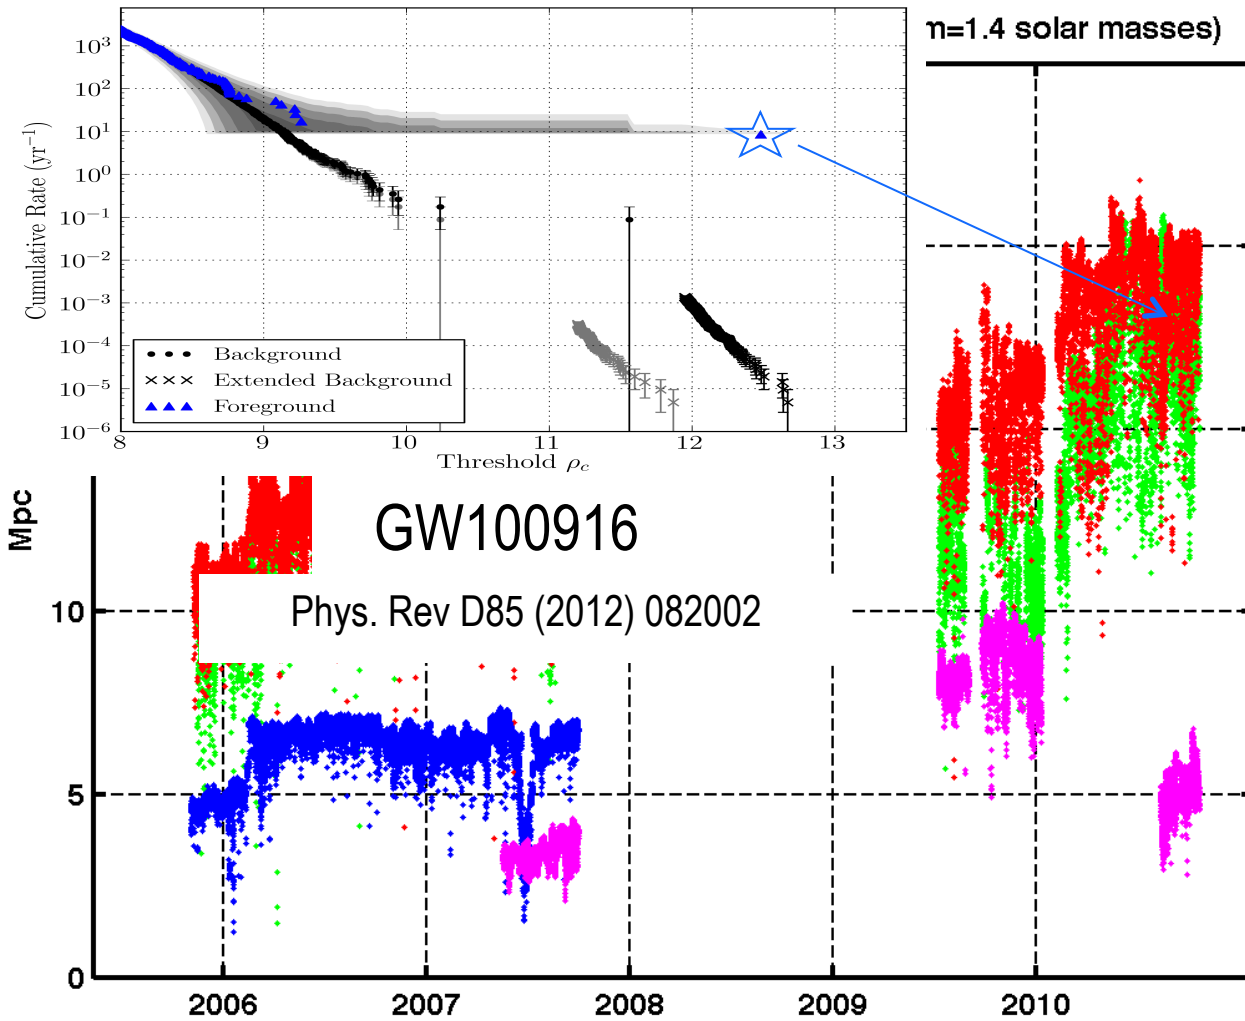 m=1.4 solar masses)
Cumulative Rate (yr⁻¹)
10³
10²
10¹
10⁰
10⁻¹
10⁻²
10⁻³
10⁻⁴
10⁻⁵
10⁻⁶
Background
Extended Background
Foreground
8 9 10 11 12 13
Threshold ρc
Mpc
GW100916
Phys. Rev D85 (2012) 082002
10
5
0
2006 2007 2008 2009 2010